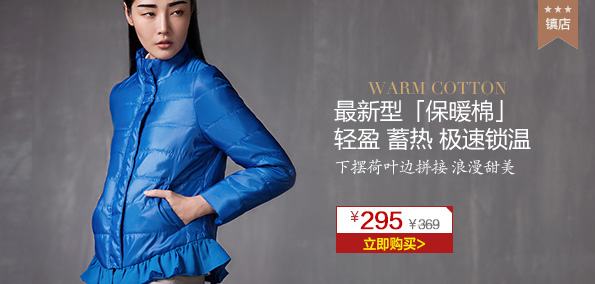 ★★★
镇店
WARM COTTON
最新型「保暖棉」
轻盈 蓄热 极速锁温
下摆荷叶边拼接 浪漫甜美
¥295 ¥369
立即购买>